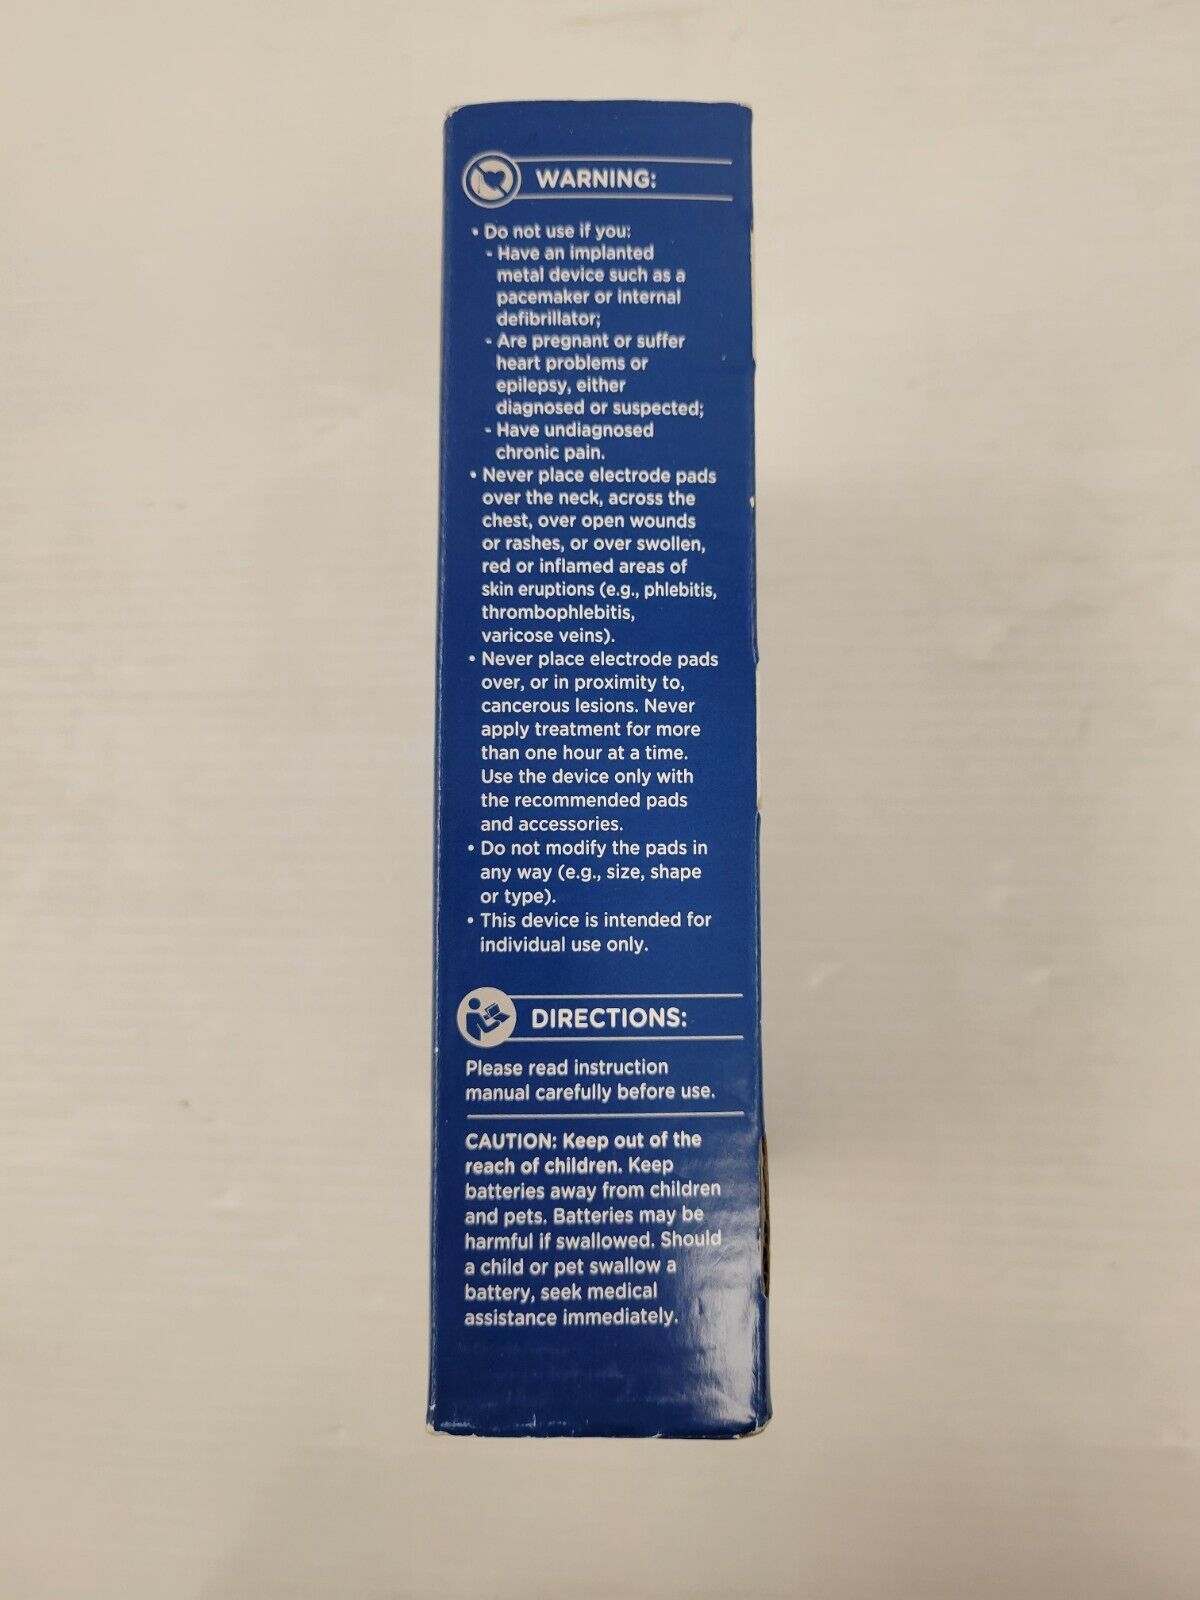 WARNING:
• Do not use if you:
- Have an implanted
metal device such as a
pacemaker or internal
defibrillator;
- Are pregnant or suffer
heart problems or
epilepsy, either
diagnosed or suspected;
- Have undiagnosed
chronic pain.
• Never place electrode pads
over the neck, across the
chest, over open wounds
or rashes, or over swollen,
red or inflamed areas of
skin eruptions (e.g., phlebitis,
thrombophlebitis,
varicose veins).
• Never place electrode pads
over, or in proximity to,
cancerous lesions. Never
apply treatment for more
than one hour at a time.
Use the device only with
the recommended pads
and accessories.
• Do not modify the pads in
any way (e.g., size, shape
or type).
• This device is intended for
individual use only.
DIRECTIONS:
Please read instruction
manual carefully before use.
CAUTION: Keep out of the
reach of children. Keep
batteries away from children
and pets. Batteries may be
harmful if swallowed. Should
a child or pet swallow a
battery, seek medical
assistance immediately.